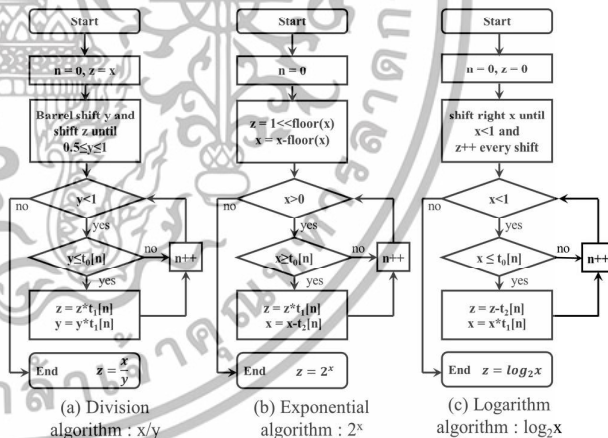 Start
n = 0, z = x
Barrel shift y and
shift z until
0.5≤y≤1
y<1
no
yes
y≤t₀[n]
no
n++
yes
z = z*t₁[n]
y = y*t₁[n]
End z = x/y
(a) Division
algorithm : x/y
Start
n = 0
z = 1<<floor(x)
x = x-floor(x)
x>0
no
yes
x≥t₀[n]
no
n++
yes
z = z*t₁[n]
x = x-t₂[n]
End z = 2ˣ
(b) Exponential
algorithm : 2ˣ
Start
n = 0, z = 0
shift right x until
x<1 and
z++ every shift
x<1
no
yes
x ≤ t₀[n]
no
n++
yes
z = z-t₂[n]
x = x*t₁[n]
End z = log₂x
(c) Logarithm
algorithm : log₂x